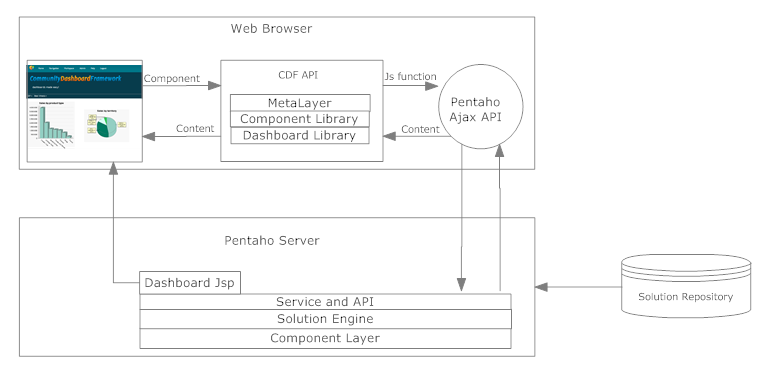 Web Browser
CommunityDashboardFramework
Component
CDF API
Js function
MetaLayer
Component Library
Dashboard Library
Content
Content
Pentaho
Ajax API
Pentaho Server
Dashboard Jsp
Service and API
Solution Engine
Component Layer
Solution Repository